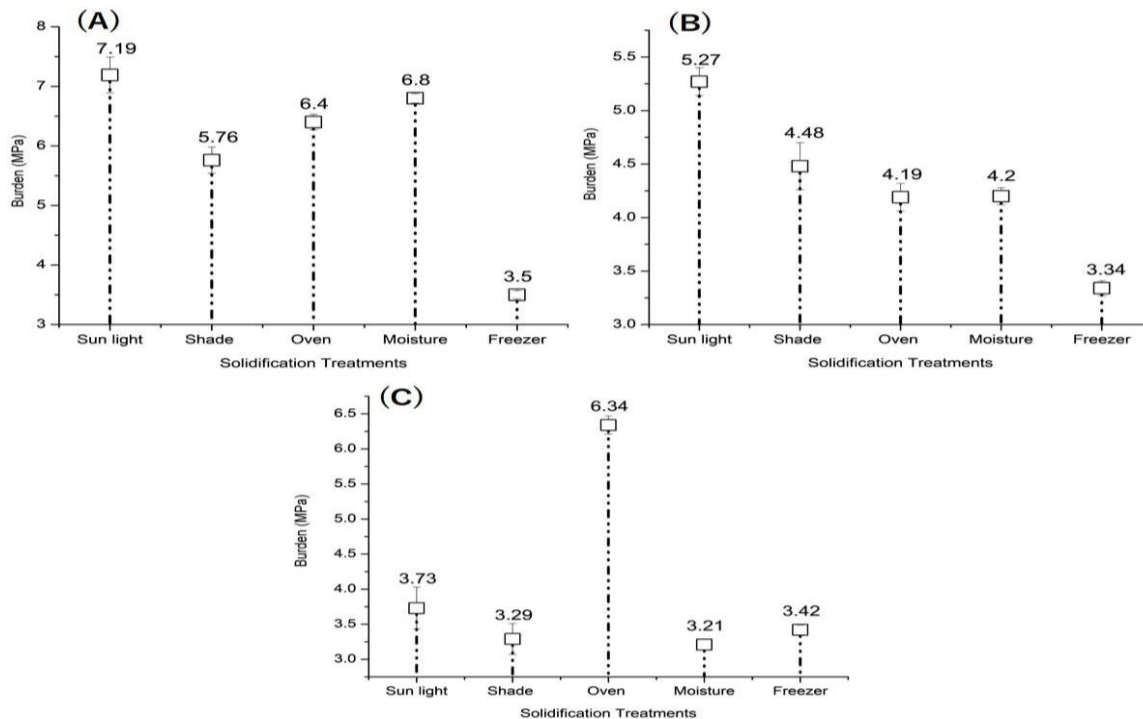 (A)
8
7
6
5
4
3
Burden (MPa)
7.19
5.76
6.4
6.8
3.5
Sun light Shade Oven Moisture Freezer
Solidification Treatments
(B)
5.5
5.0
4.5
4.0
3.5
3.0
Burden (MPa)
5.27
4.48
4.19
4.2
3.34
Sun light Shade Oven Moisture Freezer
Solidification Treatments
(C)
6.5
6.0
5.5
5.0
4.5
4.0
3.5
3.0
Burden (MPa)
3.73
3.29
6.34
3.21
3.42
Sun light Shade Oven Moisture Freezer
Solidification Treatments